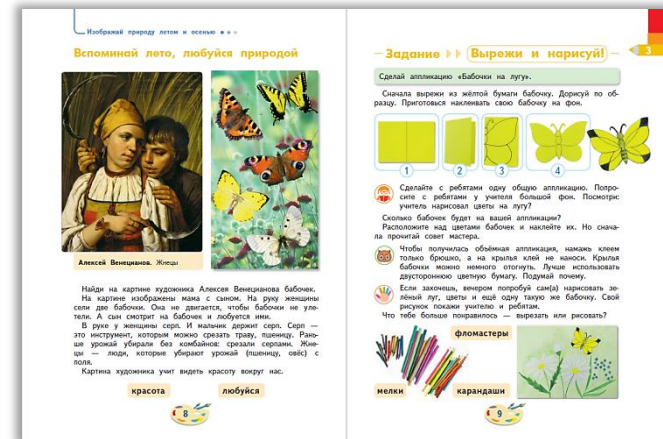 Изображай природу летом и осенью
Вспоминай лето, любуйся природой
Алексей Венецианов. Жнецы
Найди на картине художника Алексея Венецианова бабочек.
На картине изображены мама с сыном. На руку женщины
сели две бабочки. Она не двигается, чтобы бабочки не уле-
тели. А сын смотрит на бабочек и любуется ими.
В руке у женщины серп. И мальчик держит серп. Серп —
это инструмент, которым можно срезать траву, пшеницу. Рань-
ше урожай убирали без комбайнов: срезали серпами. Жне-
цы — люди, которые убирают урожай (пшеницу, овёс) с
поля.
Картина художника учит видеть красоту вокруг нас.
красота
любуйся
8
Задание
Вырежи и нарисуй!
3
Сделай аппликацию «Бабочки на лугу».
Сначала вырежи из жёлтой бумаги бабочку. Дорисуй по об-
разцу. Приготовься наклеивать свою бабочку на фон.
1
2
3
4
Сделайте с ребятами одну общую аппликацию. Попро-
сите с ребятами у учителя большой фон. Посмотри:
учитель нарисовал цветы на лугу?
Сколько бабочек будет на вашей аппликации?
Расположите над цветами бабочек и наклейте их. Но снача-
ла прочитай совет мастера.
Чтобы получилась объёмная аппликация, намажь клеем
только брюшко, а на крылья клей не наноси. Крылья
бабочки можно немного отогнуть. Лучше использовать
двустороннюю цветную бумагу. Подумай почему.
Если захочешь, вечером попробуй сам(а) нарисовать зе-
лёный луг, цветы и ещё одну такую же бабочку. Свой
рисунок покажи учителю и ребятам.
Что тебе больше понравилось — вырезать или рисовать?
фломастеры
мелки
карандаши
9